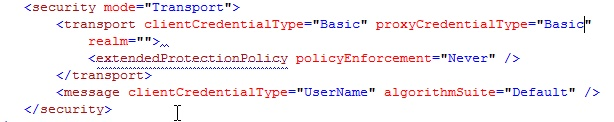 <security mode="Transport">
<transport clientCredentialType="Basic" proxyCredentialType="Basic"
realm="">
<extendedProtectionPolicy policyEnforcement="Never" />
</transport>
<message clientCredentialType="UserName" algorithmSuite="Default" />
</security>